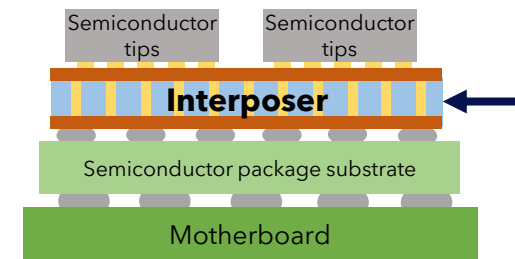 Semiconductor
tips
Semiconductor
tips
Interposer
Semiconductor package substrate
Motherboard